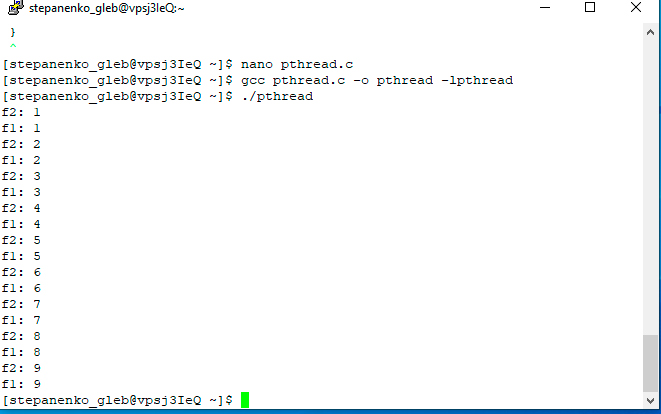 stepanenko_gleb@vpsj3IeQ:~
}
^
[stepanenko_gleb@vpsj3IeQ ~]$ nano pthread.c
[stepanenko_gleb@vpsj3IeQ ~]$ gcc pthread.c -o pthread -lpthread
[stepanenko_gleb@vpsj3IeQ ~]$ ./pthread
f2: 1
f1: 1
f2: 2
f1: 2
f2: 3
f1: 3
f2: 4
f1: 4
f2: 5
f1: 5
f2: 6
f1: 6
f2: 7
f1: 7
f2: 8
f1: 8
f2: 9
f1: 9
[stepanenko_gleb@vpsj3IeQ ~]$